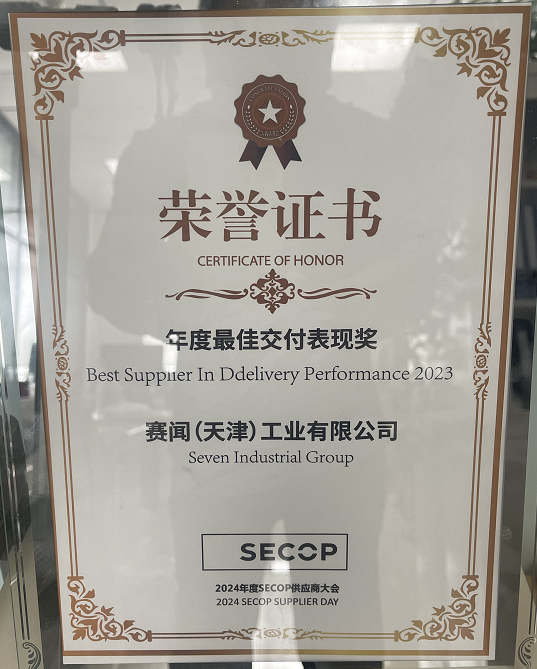 荣誉证书
CERTIFICATE OF HONOR
年度最佳交付表现奖
Best Supplier In Ddelivery Performance 2023
赛闻（天津）工业有限公司
Seven Industrial Group
SECOP
2024年度SECOP供应商大会
2024 SECOP SUPPLIER DAY